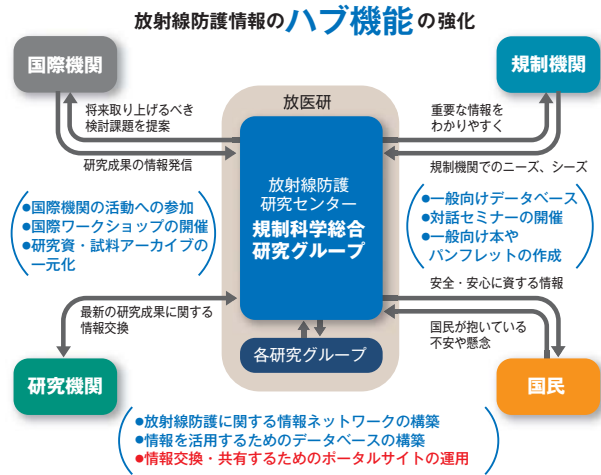 放射線防護情報のハブ機能の強化
国際機関
規制機関
放医研
将来取り上げるべき
検討課題を提案
研究成果の情報発信
重要な情報を
わかりやすく
規制機関でのニーズ、シーズ
放射線防護
研究センター
規制科学総合
研究グループ
●国際機関の活動への参加
●国際ワークショップの開催
●研究資・試料アーカイブの
一元化
●一般向けデータベース
●対話セミナーの開催
●一般向け本や
パンフレットの作成
最新の研究成果に関する
情報交換
安全・安心に資する情報
国民が抱いている
不安や懸念
各研究グループ
研究機関
国民
●放射線防護に関する情報ネットワークの構築
●情報を活用するためのデータベースの構築
●情報交換・共有するためのポータルサイトの運用